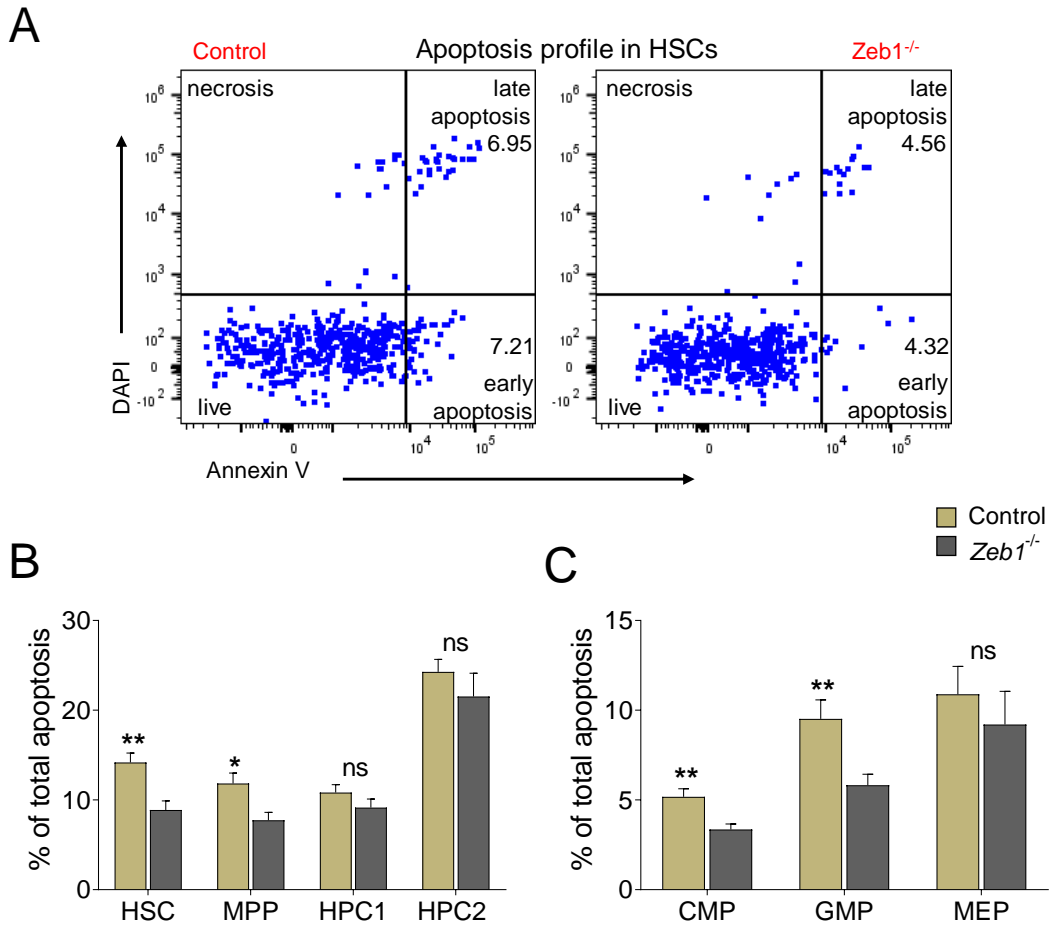 A
Control
Apoptosis profile in HSCs
Zeb1-/-
necrosis
late
apoptosis
6.95
7.21
early
apoptosis
live
10^6
10^5
10^4
10^3
10^2
0
-10^2
0
10^4
10^5
necrosis
late
apoptosis
4.56
4.32
early
apoptosis
live
10^6
10^5
10^4
10^3
10^2
0
-10^2
0
10^4
10^5
DAPI
Annexin V
Control
Zeb1-/-
B
% of total apoptosis
30
20
10
0
**
*
ns
ns
HSC
MPP
HPC1
HPC2
C
% of total apoptosis
15
10
5
0
**
**
ns
CMP
GMP
MEP